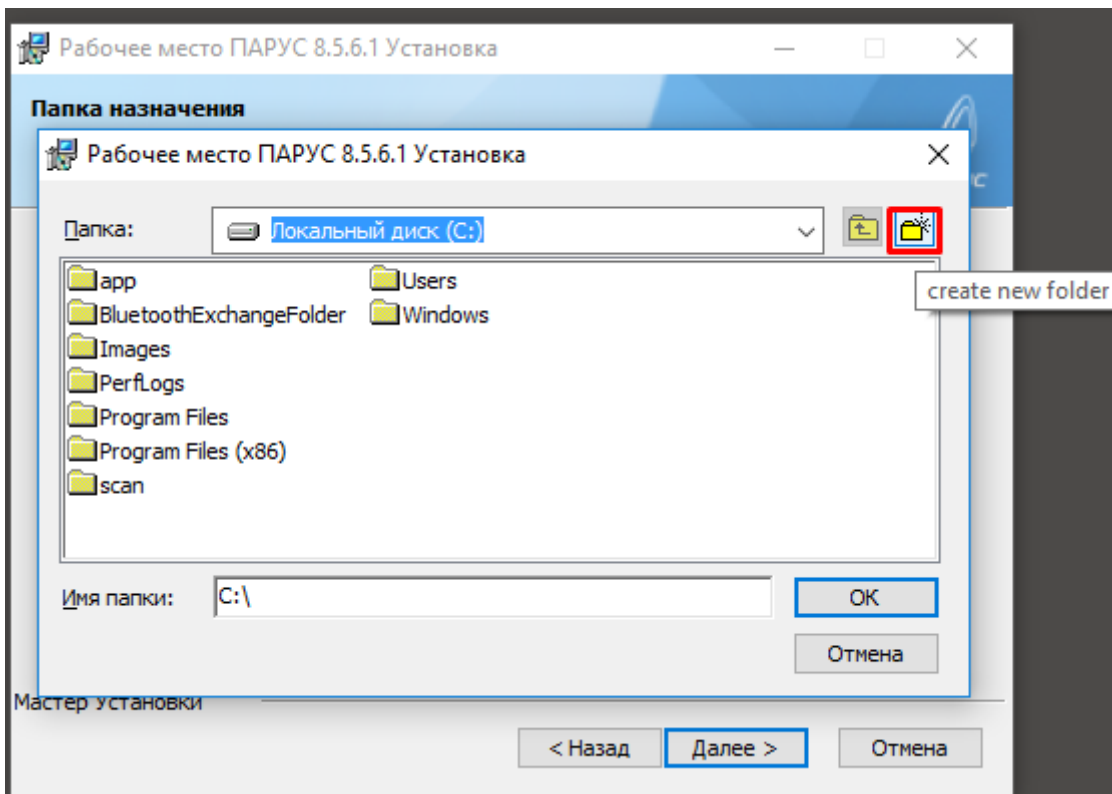 Рабочее место ПАРУС 8.5.6.1 Установка
Папка назначения
Рабочее место ПАРУС 8.5.6.1 Установка
Папка:
Локальный диск (C:)
app
Users
BluetoothExchangeFolder
Windows
Images
PerfLogs
Program Files
Program Files (x86)
scan
create new folder
Имя папки:
C:\
ОК
Отмена
Мастер Установки
< Назад
Далее >
Отмена